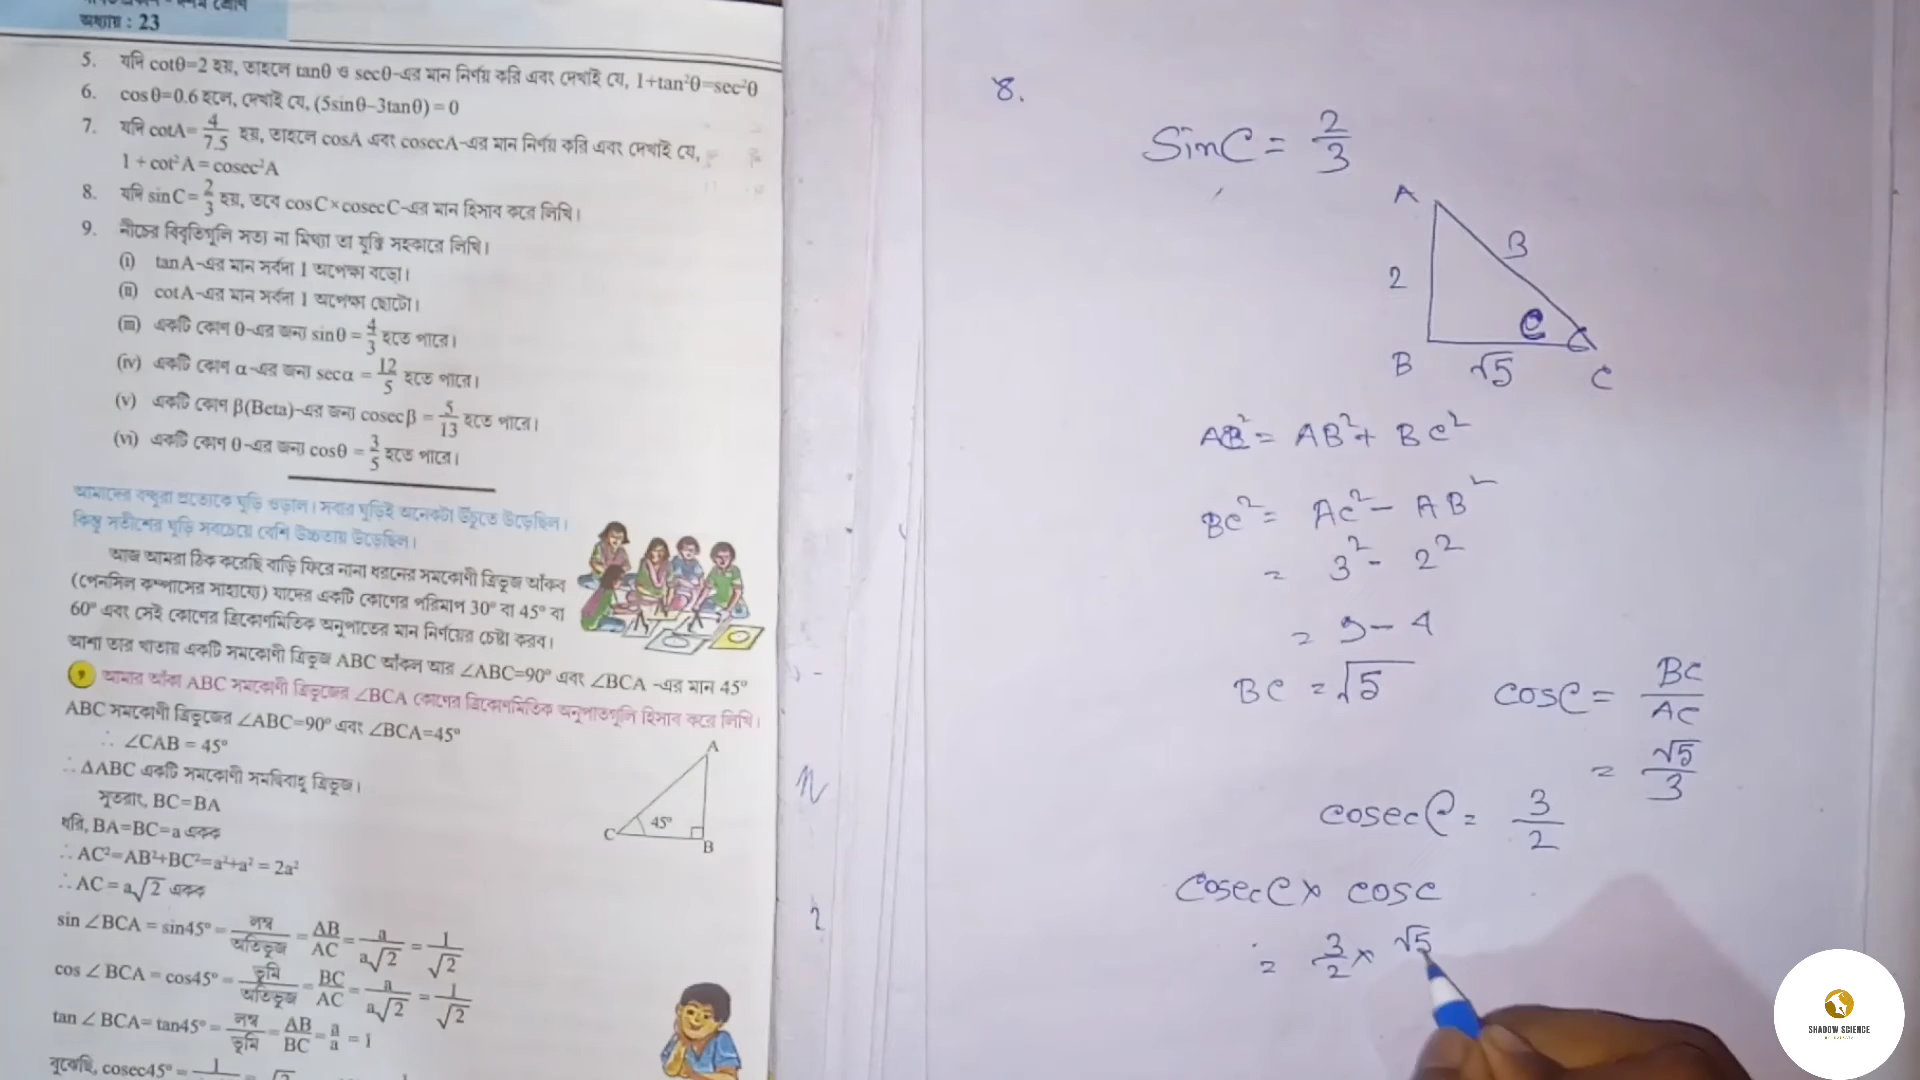 অধ্যায় : 23
5. যদি cotθ=2 হয়, তাহলে tanθ ও secθ-এর মান নির্ণয় করি এবং দেখাই যে, 1+tan²θ=sec²θ
6. cosθ=0.6 হলে, দেখাই যে, (5sinθ–3tanθ) = 0
7. যদি cotA= 4/7.5 হয়, তাহলে cosA এবং cosecA-এর মান নির্ণয় করি এবং দেখাই যে,
1 + cot²A = cosec²A
8. যদি sin C= 2/3 হয়, তবে cos C×cosec C-এর মান হিসাব করে লিখি।
9. নীচের বিবৃতিগুলি সত্য না মিথ্যা তা যুক্তি সহকারে লিখি।
(i) tanA-এর মান সর্বদা 1 অপেক্ষা বড়ো।
(ii) cotA-এর মান সর্বদা 1 অপেক্ষা ছোটো।
(iii) একটি কোণ θ-এর জন্য sinθ = 4/3 হতে পারে।
(iv) একটি কোণ α-এর জন্য secα = 12/5 হতে পারে।
(v) একটি কোণ β(Beta)-এর জন্য cosecβ = 5/13 হতে পারে।
(vi) একটি কোণ θ-এর জন্য cosθ = 3/5 হতে পারে।
আমাদের বন্ধুরা প্রত্যেকে ঘুড়ি ওড়াল। সবার ঘুড়িই অনেকটা উঁচুতে উড়েছিল।
কিন্তু সতীশের ঘুড়ি সবচেয়ে বেশি উচ্চতায় উড়েছিল।
আজ আমরা ঠিক করেছি বাড়ি ফিরে নানা ধরনের সমকোণী ত্রিভুজ আঁকব
(পেনসিল কম্পাসের সাহায্যে) যাদের একটি কোণের পরিমাপ 30° বা 45° বা
60° এবং সেই কোণের ত্রিকোণমিতিক অনুপাতের মান নির্ণয়ের চেষ্টা করব।
আশা তার খাতায় একটি সমকোণী ত্রিভুজ ABC আঁকল আর ∠ABC=90° এবং ∠BCA -এর মান 45°
আমার আঁকা ABC সমকোণী ত্রিভুজের ∠BCA কোণের ত্রিকোণমিতিক অনুপাতগুলি হিসাব করে লিখি।
ABC সমকোণী ত্রিভুজের ∠ABC=90° এবং ∠BCA=45°
∴ ∠CAB = 45°
∴ ΔABC একটি সমকোণী সমদ্বিবাহু ত্রিভুজ।
সুতরাং, BC=BA
ধরি, BA=BC=a একক
∴ AC²=AB²+BC²=a²+a² = 2a²
∴ AC = a√2 একক
A
C 45° B
sin ∠BCA = sin45° = লম্ব/অতিভুজ = AB/AC = a/a√2 = 1/√2
cos ∠BCA = cos45° = ভূমি/অতিভুজ = BC/AC = a/a√2 = 1/√2
tan ∠BCA= tan45° = লম্ব/ভূমি = AB/BC = a/a = 1
বুঝেছি, cosec45° = 1
8.
SinC = 2/3
A
2 3
C
B √5 C
= AB² + BC²
BC² = AC² – AB²
= 3² – 2²
= 9 – 4
BC = √5
cosC = BC/AC
= √5/3
cosecC = 3/2
CosecC × cosC
= 3/2 × √5
SHADOW SCIENCE